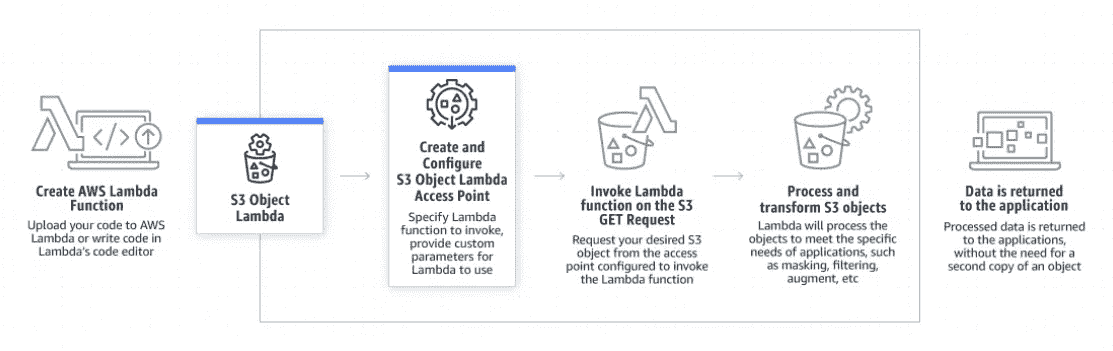 Create AWS Lambda
Function
Upload your code to AWS
Lambda or write code in
Lambda's code editor
S3 Object
Lambda
Create and
Configure
S3 Object Lambda
Access Point
Specify Lambda
function to invoke,
provide custom
parameters for
Lambda to use
Invoke Lambda
function on the S3
GET Request
Request your desired S3
object from the access
point configured to invoke
the Lambda function
Process and
transform S3 objects
Lambda will process the
objects to meet the specific
needs of applications, such
as masking, filtering,
augment, etc
Data is returned
to the application
Processed data is returned
to the applications,
without the need for a
second copy of an object